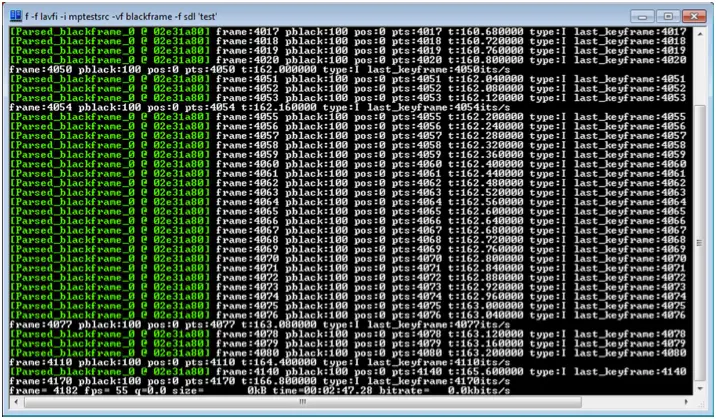 f -f lavfi -i mptestsrc -vf blackframe -f sdl 'test'
[Parsed_blackframe_0 @ 02e31a80] frame:4017 pblack:100 pos:0 pts:4017 t:160.680000 type:I last_keyframe:4017
[Parsed_blackframe_0 @ 02e31a80] frame:4018 pblack:100 pos:0 pts:4018 t:160.720000 type:I last_keyframe:4018
[Parsed_blackframe_0 @ 02e31a80] frame:4019 pblack:100 pos:0 pts:4019 t:160.760000 type:I last_keyframe:4019
[Parsed_blackframe_0 @ 02e31a80] frame:4020 pblack:100 pos:0 pts:4020 t:160.800000 type:I last_keyframe:4020
frame:4050 pblack:100 pos:0 pts:4050 t:162.000000 type:I last_keyframe:4050its/s
[Parsed_blackframe_0 @ 02e31a80] frame:4051 pblack:100 pos:0 pts:4051 t:162.040000 type:I last_keyframe:4051
[Parsed_blackframe_0 @ 02e31a80] frame:4052 pblack:100 pos:0 pts:4052 t:162.080000 type:I last_keyframe:4052
[Parsed_blackframe_0 @ 02e31a80] frame:4053 pblack:100 pos:0 pts:4053 t:162.120000 type:I last_keyframe:4053
frame:4054 pblack:100 pos:0 pts:4054 t:162.160000 type:I last_keyframe:4054its/s
[Parsed_blackframe_0 @ 02e31a80] frame:4055 pblack:100 pos:0 pts:4055 t:162.200000 type:I last_keyframe:4055
[Parsed_blackframe_0 @ 02e31a80] frame:4056 pblack:100 pos:0 pts:4056 t:162.240000 type:I last_keyframe:4056
[Parsed_blackframe_0 @ 02e31a80] frame:4057 pblack:100 pos:0 pts:4057 t:162.280000 type:I last_keyframe:4057
[Parsed_blackframe_0 @ 02e31a80] frame:4058 pblack:100 pos:0 pts:4058 t:162.320000 type:I last_keyframe:4058
[Parsed_blackframe_0 @ 02e31a80] frame:4059 pblack:100 pos:0 pts:4059 t:162.360000 type:I last_keyframe:4059
[Parsed_blackframe_0 @ 02e31a80] frame:4060 pblack:100 pos:0 pts:4060 t:162.400000 type:I last_keyframe:4060
[Parsed_blackframe_0 @ 02e31a80] frame:4061 pblack:100 pos:0 pts:4061 t:162.440000 type:I last_keyframe:4061
[Parsed_blackframe_0 @ 02e31a80] frame:4062 pblack:100 pos:0 pts:4062 t:162.480000 type:I last_keyframe:4062
[Parsed_blackframe_0 @ 02e31a80] frame:4063 pblack:100 pos:0 pts:4063 t:162.520000 type:I last_keyframe:4063
[Parsed_blackframe_0 @ 02e31a80] frame:4064 pblack:100 pos:0 pts:4064 t:162.560000 type:I last_keyframe:4064
[Parsed_blackframe_0 @ 02e31a80] frame:4065 pblack:100 pos:0 pts:4065 t:162.600000 type:I last_keyframe:4065
[Parsed_blackframe_0 @ 02e31a80] frame:4066 pblack:100 pos:0 pts:4066 t:162.640000 type:I last_keyframe:4066
[Parsed_blackframe_0 @ 02e31a80] frame:4067 pblack:100 pos:0 pts:4067 t:162.680000 type:I last_keyframe:4067
[Parsed_blackframe_0 @ 02e31a80] frame:4068 pblack:100 pos:0 pts:4068 t:162.720000 type:I last_keyframe:4068
[Parsed_blackframe_0 @ 02e31a80] frame:4069 pblack:100 pos:0 pts:4069 t:162.760000 type:I last_keyframe:4069
[Parsed_blackframe_0 @ 02e31a80] frame:4070 pblack:100 pos:0 pts:4070 t:162.800000 type:I last_keyframe:4070
[Parsed_blackframe_0 @ 02e31a80] frame:4071 pblack:100 pos:0 pts:4071 t:162.840000 type:I last_keyframe:4071
[Parsed_blackframe_0 @ 02e31a80] frame:4072 pblack:100 pos:0 pts:4072 t:162.880000 type:I last_keyframe:4072
[Parsed_blackframe_0 @ 02e31a80] frame:4073 pblack:100 pos:0 pts:4073 t:162.920000 type:I last_keyframe:4073
[Parsed_blackframe_0 @ 02e31a80] frame:4074 pblack:100 pos:0 pts:4074 t:162.960000 type:I last_keyframe:4074
[Parsed_blackframe_0 @ 02e31a80] frame:4075 pblack:100 pos:0 pts:4075 t:163.000000 type:I last_keyframe:4075
[Parsed_blackframe_0 @ 02e31a80] frame:4076 pblack:100 pos:0 pts:4076 t:163.040000 type:I last_keyframe:4076
frame:4077 pblack:100 pos:0 pts:4077 t:163.080000 type:I last_keyframe:4077its/s
[Parsed_blackframe_0 @ 02e31a80] frame:4078 pblack:100 pos:0 pts:4078 t:163.120000 type:I last_keyframe:4078
[Parsed_blackframe_0 @ 02e31a80] frame:4079 pblack:100 pos:0 pts:4079 t:163.160000 type:I last_keyframe:4079
[Parsed_blackframe_0 @ 02e31a80] frame:4080 pblack:100 pos:0 pts:4080 t:163.200000 type:I last_keyframe:4080
frame:4110 pblack:100 pos:0 pts:4110 t:164.400000 type:I last_keyframe:4110its/s
[Parsed_blackframe_0 @ 02e31a80] frame:4140 pblack:100 pos:0 pts:4140 t:165.600000 type:I last_keyframe:4140
frame:4170 pblack:100 pos:0 pts:4170 t:166.800000 type:I last_keyframe:4170its/s
frame= 4182 fps= 55 q=0.0 size=       0kB time=00:02:47.28 bitrate=   0.0kbits/s